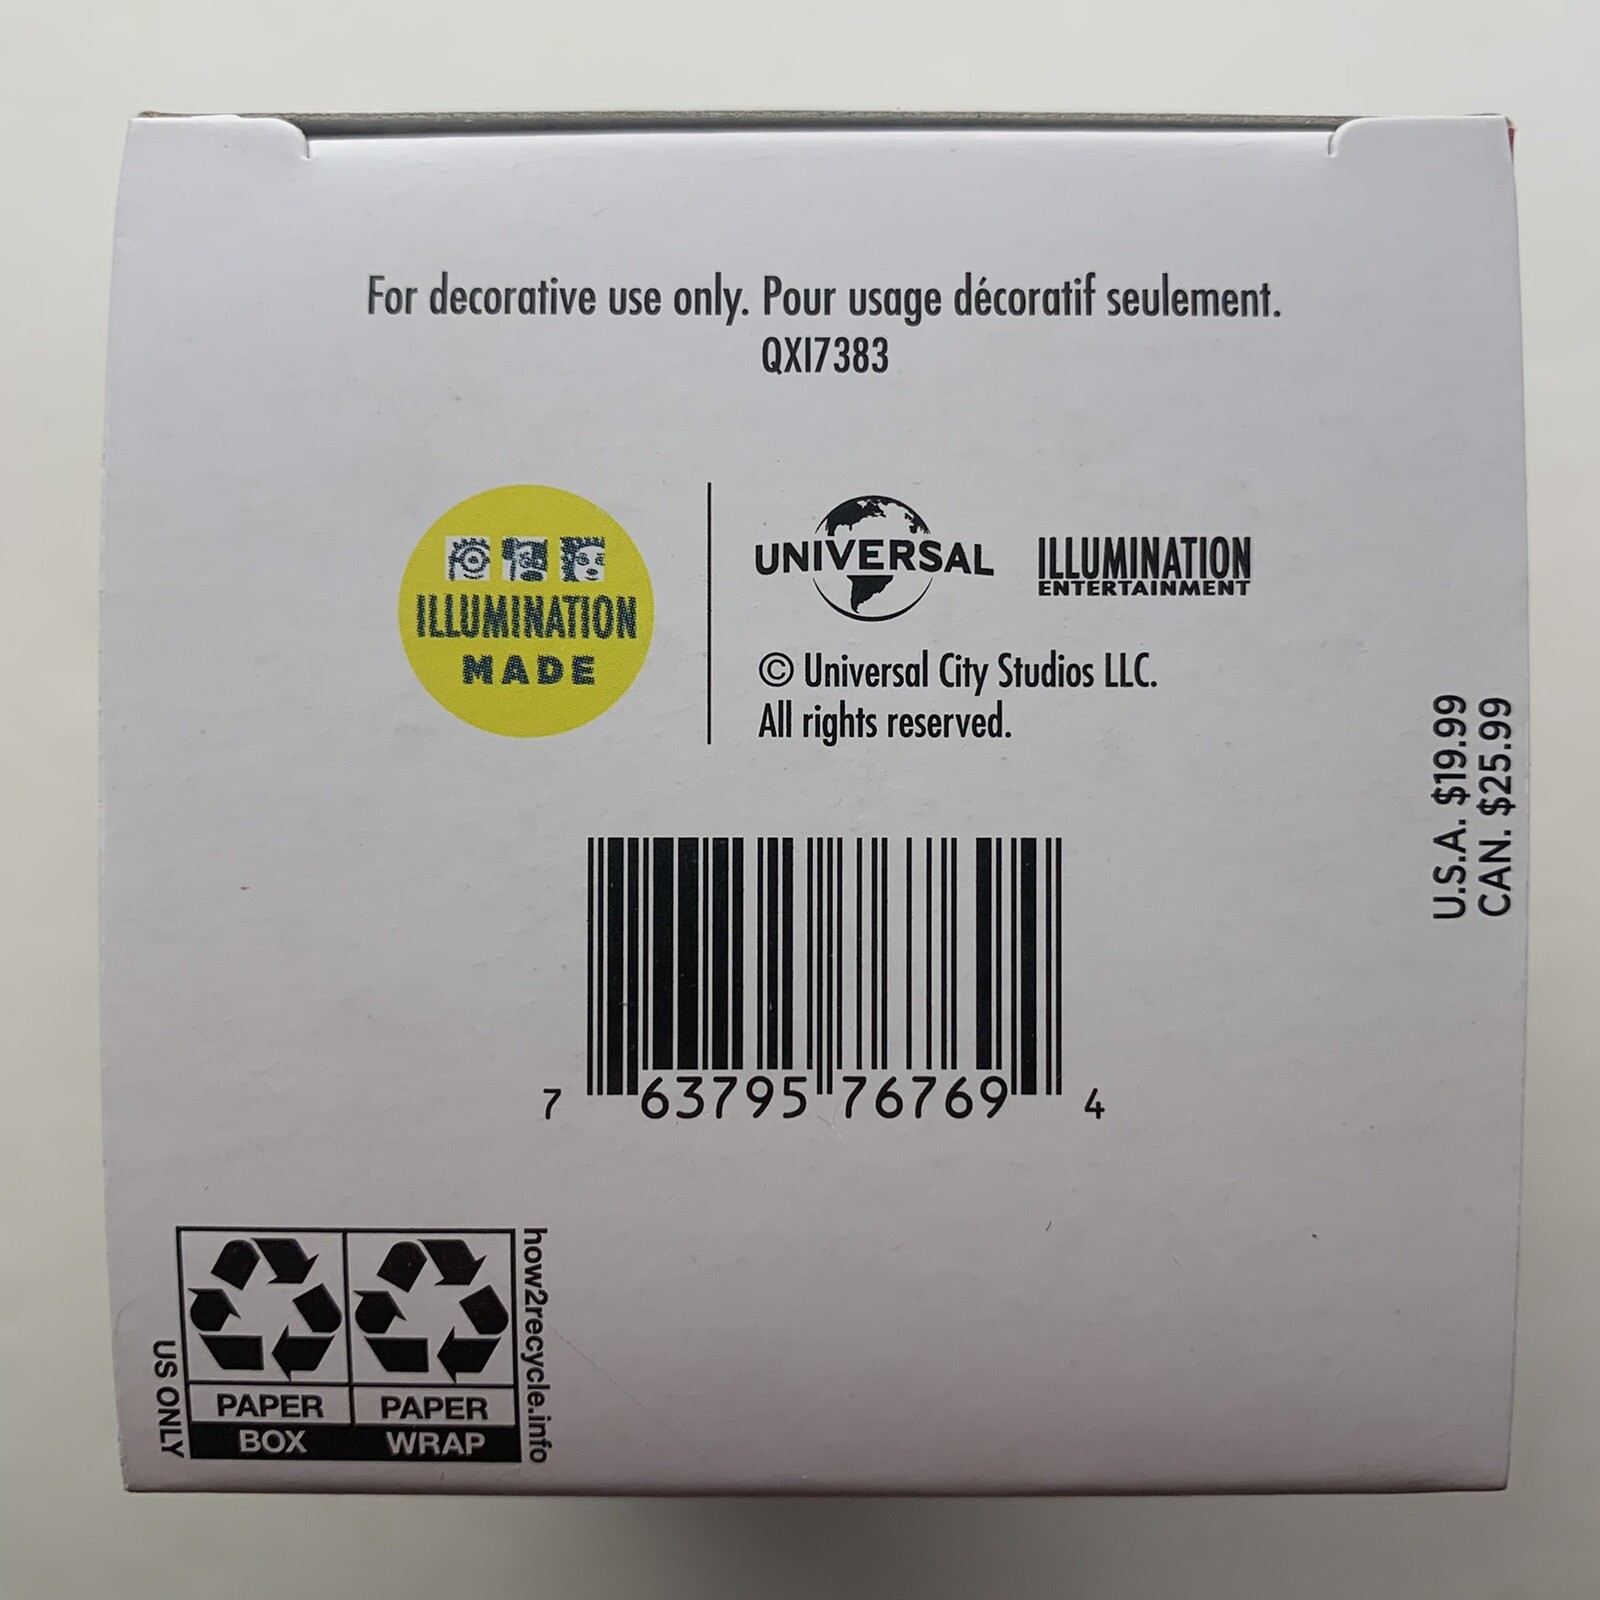 For decorative use only. Pour usage décoratif seulement.
QXI7383
ILLUMINATION
MADE
UNIVERSAL
ILLUMINATION
ENTERTAINMENT
© Universal City Studios LLC.
All rights reserved.
U.S.A. $19.99
CAN. $25.99
7 63795 76769 4
how2recycle.info
US ONLY
PAPER PAPER
BOX WRAP